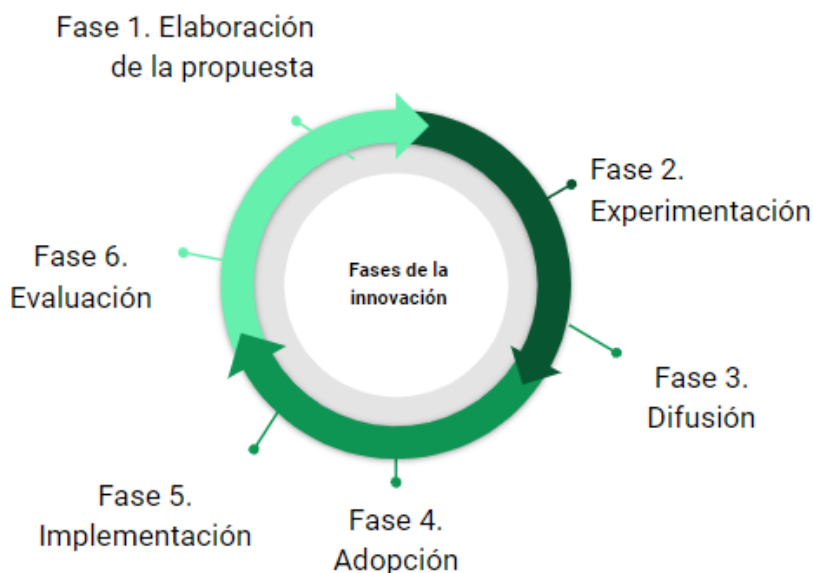 Fase 1. Elaboración
de la propuesta
Fase 2.
Experimentación
Fase 3.
Difusión
Fase 4.
Adopción
Fase 5.
Implementación
Fase 6.
Evaluación
Fases de la
innovación